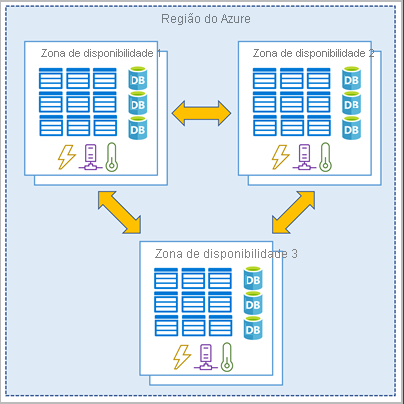 Região do Azure
Zona de disponibilidade 1
Zona de disponibilidade 2
DB
DB
DB
DB
DB
DB
Zona de disponibilidade 3
DB
DB
DB